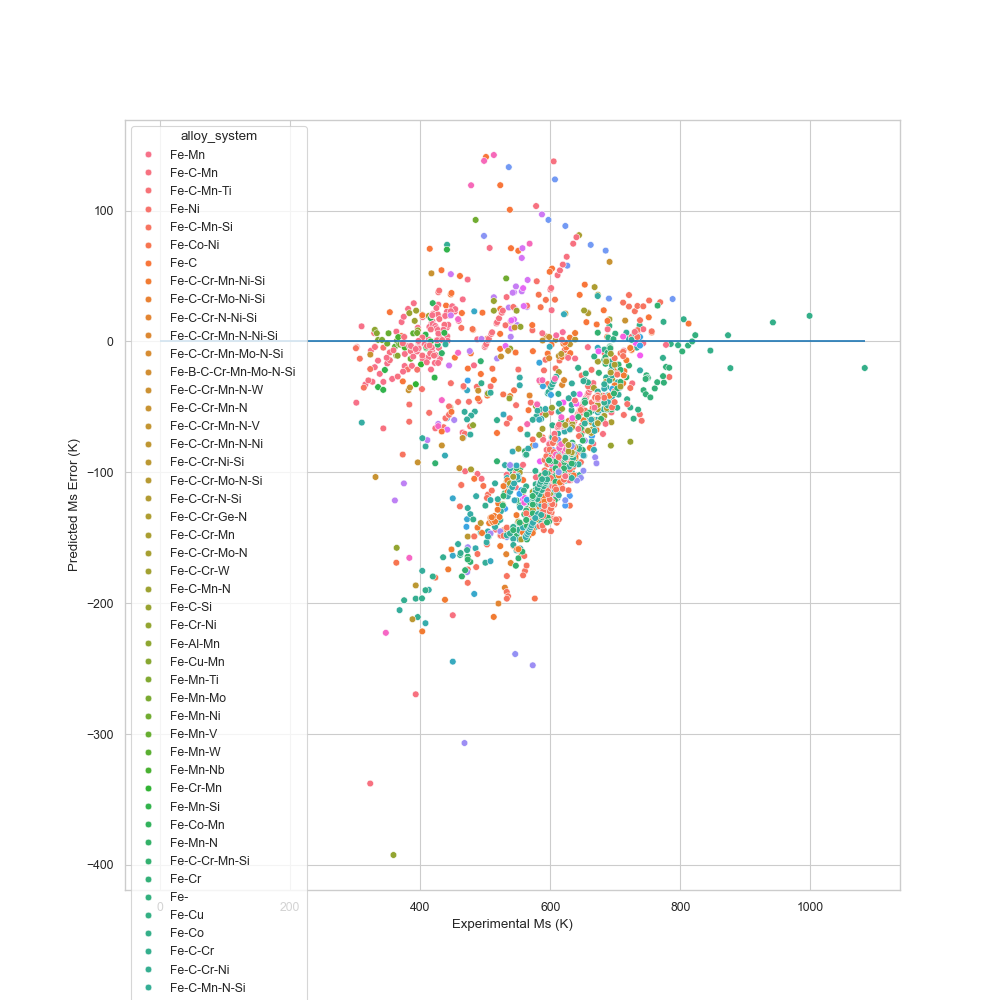 alloy_system
Fe-Mn
Fe-C-Mn
Fe-C-Mn-Ti
Fe-Ni
Fe-C-Mn-Si
Fe-Co-Ni
Fe-C
Fe-C-Cr-Mn-Ni-Si
Fe-C-Cr-Mo-Ni-Si
Fe-C-Cr-N-Ni-Si
Fe-C-Cr-Mn-N-Ni-Si
Fe-C-Cr-Mn-Mo-N-Si
Fe-B-C-Cr-Mn-Mo-N-Si
Fe-C-Cr-Mn-N-W
Fe-C-Cr-Mn-N
Fe-C-Cr-Mn-N-V
Fe-C-Cr-Mn-N-Ni
Fe-C-Cr-Ni-Si
Fe-C-Cr-Mo-N-Si
Fe-C-Cr-N-Si
Fe-C-Cr-Ge-N
Fe-C-Cr-Mn
Fe-C-Cr-Mo-N
Fe-C-Cr-W
Fe-C-Mn-N
Fe-C-Si
Fe-Cr-Ni
Fe-Al-Mn
Fe-Cu-Mn
Fe-Mn-Ti
Fe-Mn-Mo
Fe-Mn-Ni
Fe-Mn-V
Fe-Mn-W
Fe-Mn-Nb
Fe-Cr-Mn
Fe-Mn-Si
Fe-Co-Mn
Fe-Mn-N
Fe-C-Cr-Mn-Si
Fe-Cr
Fe-
Fe-Cu
Fe-Co
Fe-C-Cr
Fe-C-Cr-Ni
Fe-C-Mn-N-Si
100
0
−100
−200
−300
−400
Predicted Ms Error (K)
0 200 400 600 800 1000
Experimental Ms (K)